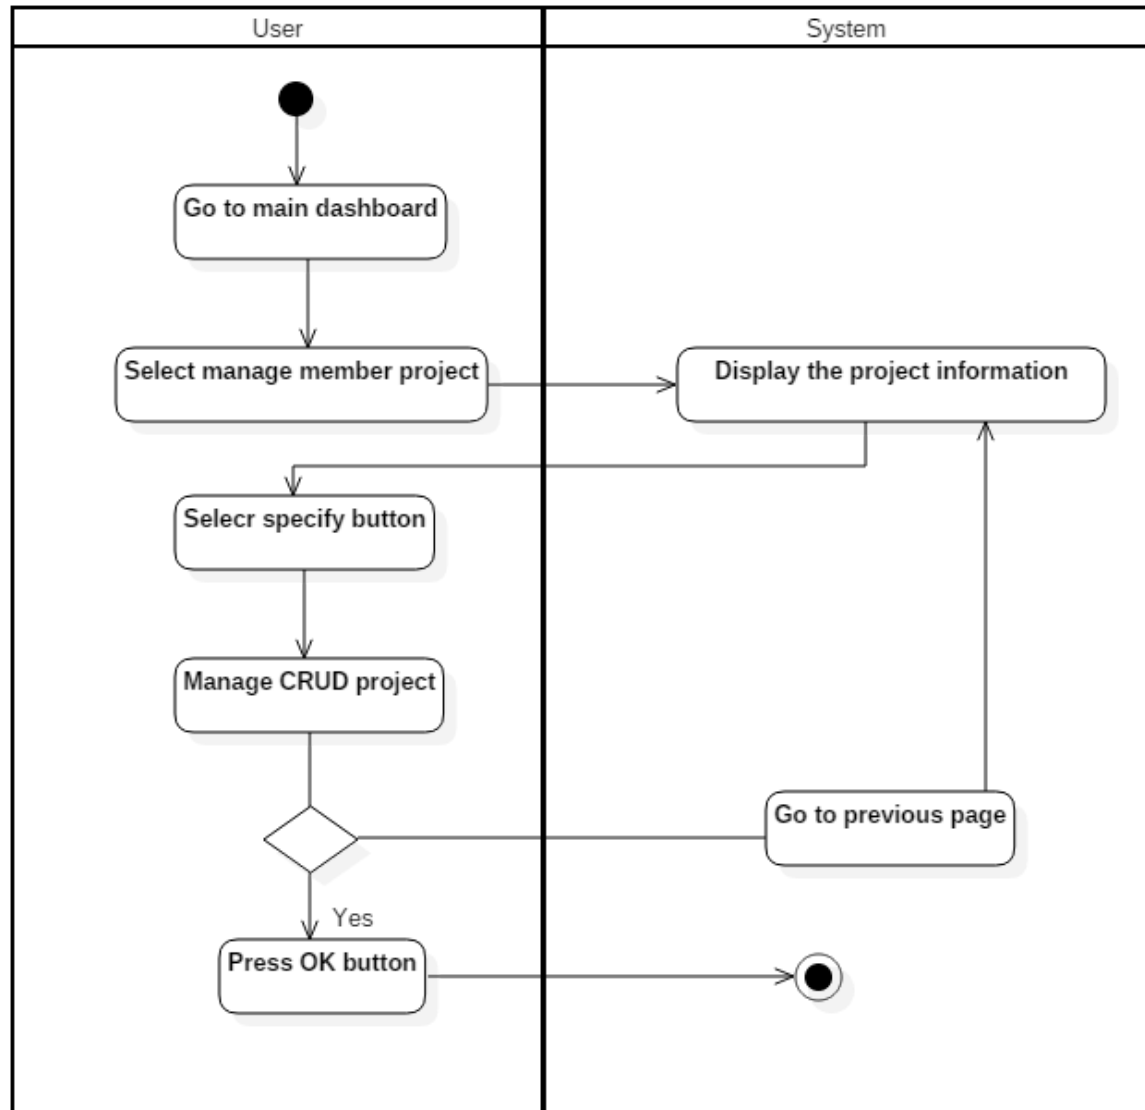 User
System
Go to main dashboard
Select manage member project
Display the project information
Selecr specify button
Manage CRUD project
Go to previous page
Yes
Press OK button